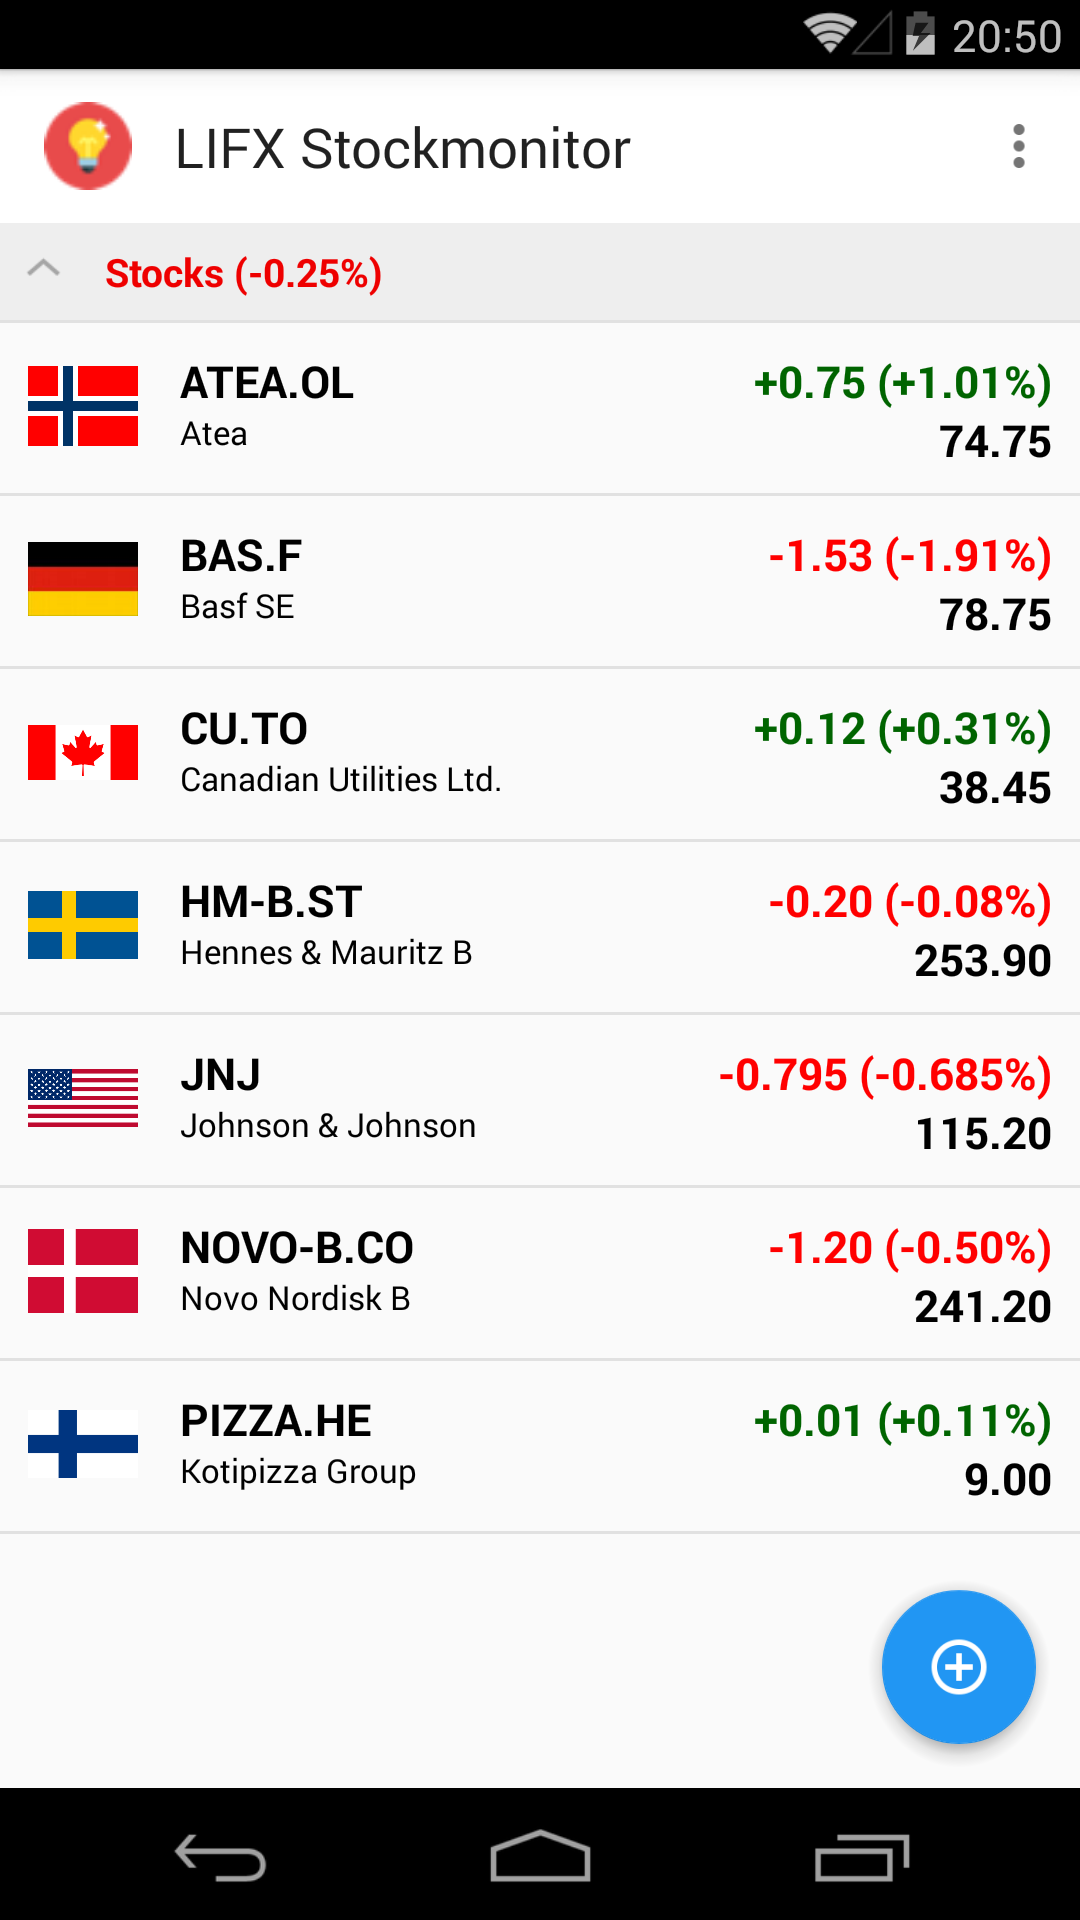 20:50
LIFX Stockmonitor
Stocks (-0.25%)
ATEA.OL
+0.75 (+1.01%)
Atea
74.75
BAS.F
-1.53 (-1.91%)
Basf SE
78.75
CU.TO
+0.12 (+0.31%)
Canadian Utilities Ltd.
38.45
HM-B.ST
-0.20 (-0.08%)
Hennes & Mauritz B
253.90
JNJ
-0.795 (-0.685%)
Johnson & Johnson
115.20
NOVO-B.CO
-1.20 (-0.50%)
Novo Nordisk B
241.20
PIZZA.HE
+0.01 (+0.11%)
Kotipizza Group
9.00